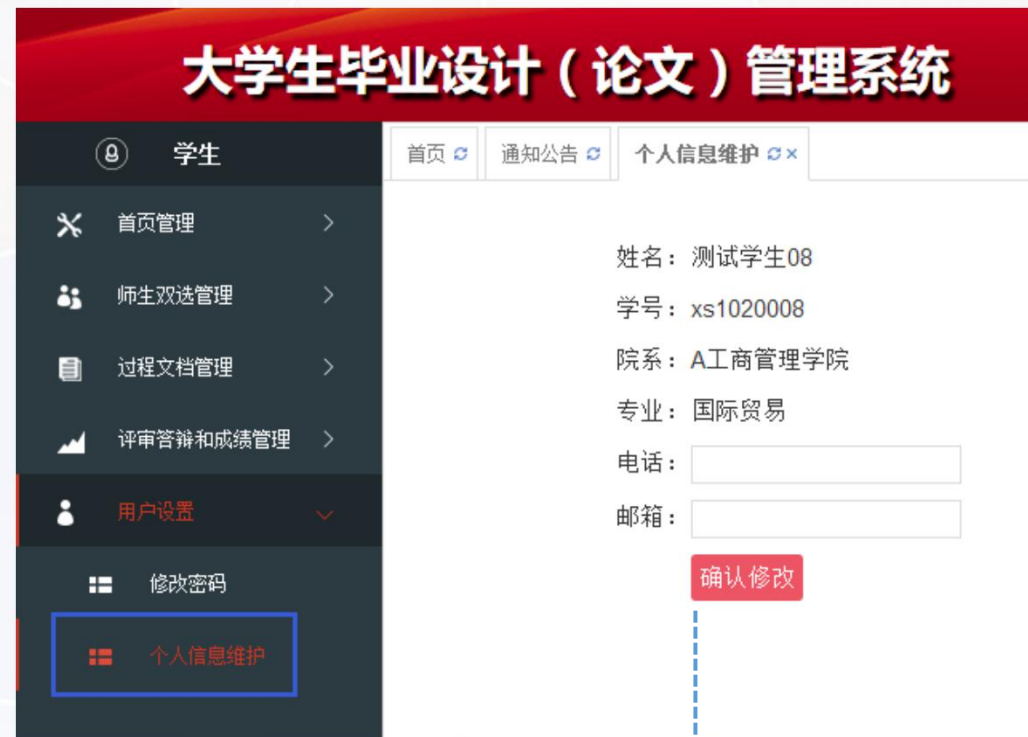 大学生毕业设计（论文）管理系统
学生
首页 通知公告 个人信息维护
首页管理
师生双选管理
过程文档管理
评审答辩和成绩管理
用户设置
修改密码
个人信息维护
姓名：测试学生08
学号：xs1020008
院系：A工商管理学院
专业：国际贸易
电话：
邮箱：
确认修改